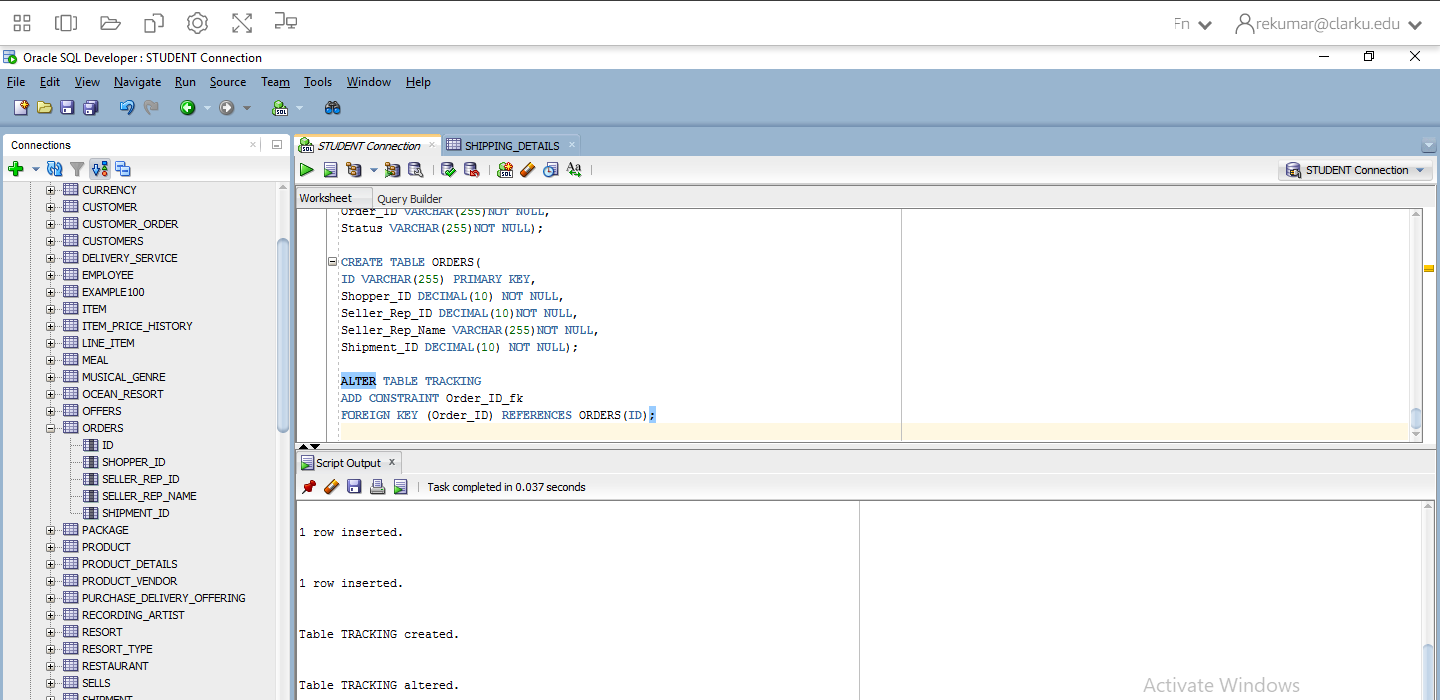 Fn
rekumar@clarku.edu
Oracle SQL Developer : STUDENT Connection
File Edit View Navigate Run Source Team Tools Window Help
Connections
CURRENCY
CUSTOMER
CUSTOMER_ORDER
CUSTOMERS
DELIVERY_SERVICE
EMPLOYEE
EXAMPLE100
ITEM
ITEM_PRICE_HISTORY
LINE_ITEM
MEAL
MUSICAL_GENRE
OCEAN_RESORT
OFFERS
ORDERS
ID
SHOPPER_ID
SELLER_REP_ID
SELLER_REP_NAME
SHIPMENT_ID
PACKAGE
PRODUCT
PRODUCT_DETAILS
PRODUCT_VENDOR
PURCHASE_DELIVERY_OFFERING
RECORDING_ARTIST
RESORT
RESORT_TYPE
RESTAURANT
SELLS
SHIPMENT
STUDENT Connection
SHIPPING_DETAILS
STUDENT Connection
Worksheet Query Builder
Order_ID VARCHAR(255)NOT NULL,
Status VARCHAR(255)NOT NULL);
CREATE TABLE ORDERS(
ID VARCHAR(255) PRIMARY KEY,
Shopper_ID DECIMAL(10) NOT NULL,
Seller_Rep_ID DECIMAL(10)NOT NULL,
Seller_Rep_Name VARCHAR(255)NOT NULL,
Shipment_ID DECIMAL(10) NOT NULL);
ALTER TABLE TRACKING
ADD CONSTRAINT Order_ID_fk
FOREIGN KEY (Order_ID) REFERENCES ORDERS(ID);
Script Output
Task completed in 0.037 seconds
1 row inserted.
1 row inserted.
Table TRACKING created.
Table TRACKING altered.
Activate Windows